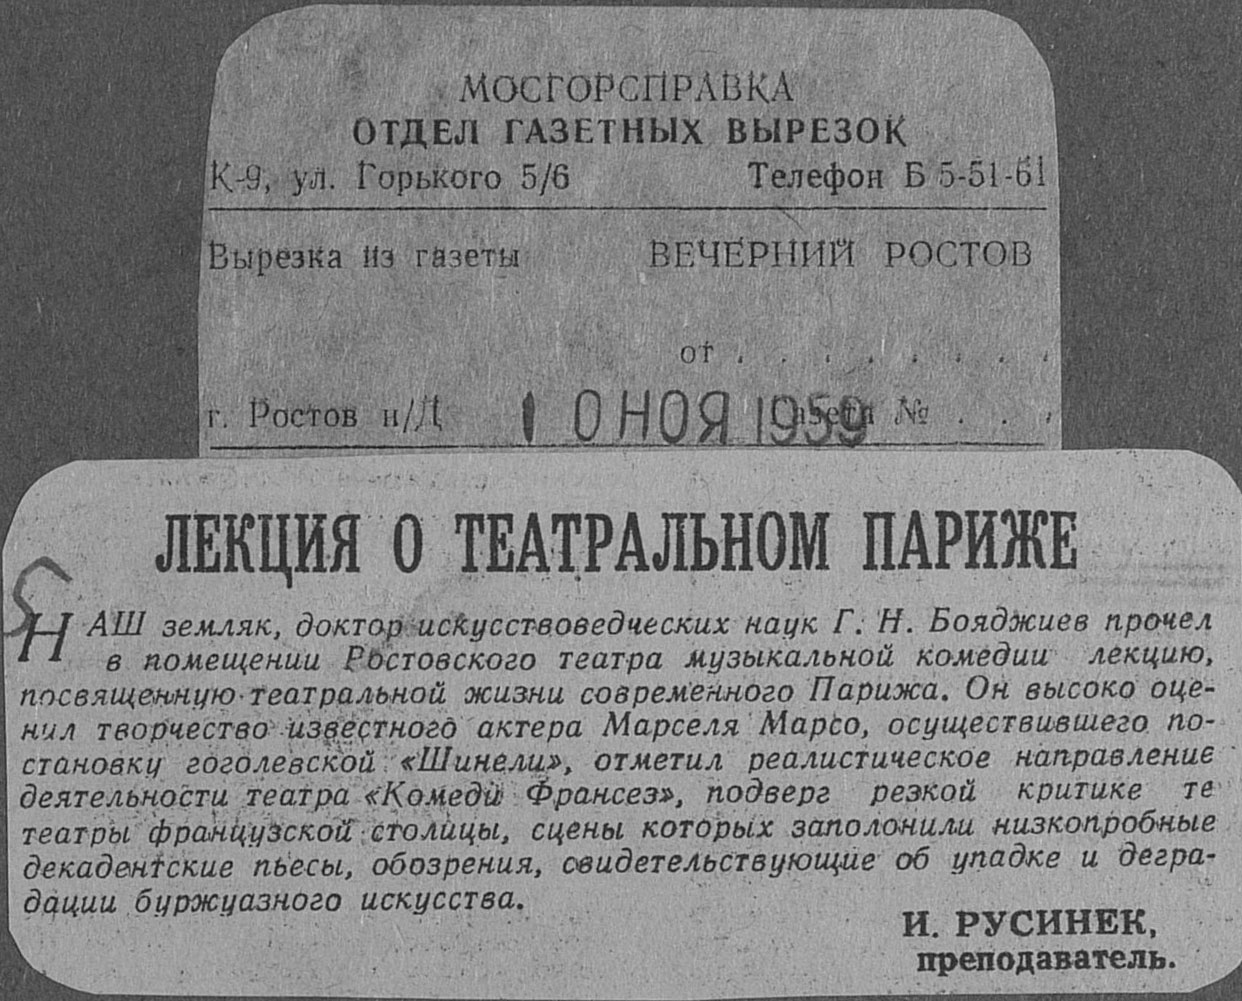 МОСГОРСПРАВКА
ОТДЕЛ ГАЗЕТНЫХ ВЫРЕЗОК
К-9, ул. Горького 5/6 Телефон Б 5-51-61
Вырезка из газеты ВЕЧЕРНИЙ РОСТОВ
от . . . . . . . .
г. Ростов н/Д 10 НОЯ 1959 Газета № . . .
ЛЕКЦИЯ О ТЕАТРАЛЬНОМ ПАРИЖЕ
НАШ земляк, доктор искусствоведческих наук Г. Н. Бояджиев прочел
в помещении Ростовского театра музыкальной комедии лекцию,
посвященную театральной жизни современного Парижа. Он высоко оце-
нил творчество известного актера Марселя Марсо, осуществившего по-
становку гоголевской «Шинели», отметил реалистическое направление
деятельности театра «Комеди Франсез», подверг резкой критике те
театры французской столицы, сцены которых заполонили низкопробные
декадентские пьесы, обозрения, свидетельствующие об упадке и дегра-
дации буржуазного искусства.
И. РУСИНЕК,
преподаватель.